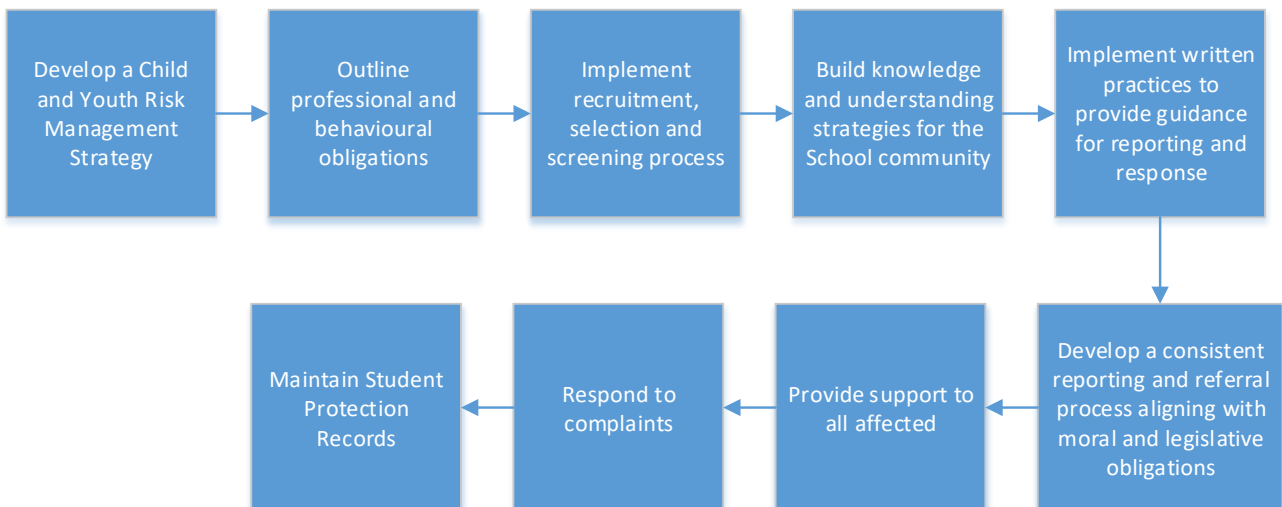 Develop a Child
and Youth Risk
Management
Strategy
Outline
professional and
behavioural
obligations
Implement
recruitment,
selection and
screening process
Build knowledge
and understanding
strategies for the
School community
Implement written
practices to
provide guidance
for reporting and
response
Develop a consistent
reporting and referral
process aligning with
moral and legislative
obligations
Provide support to
all affected
Respond to
complaints
Maintain Student
Protection
Records